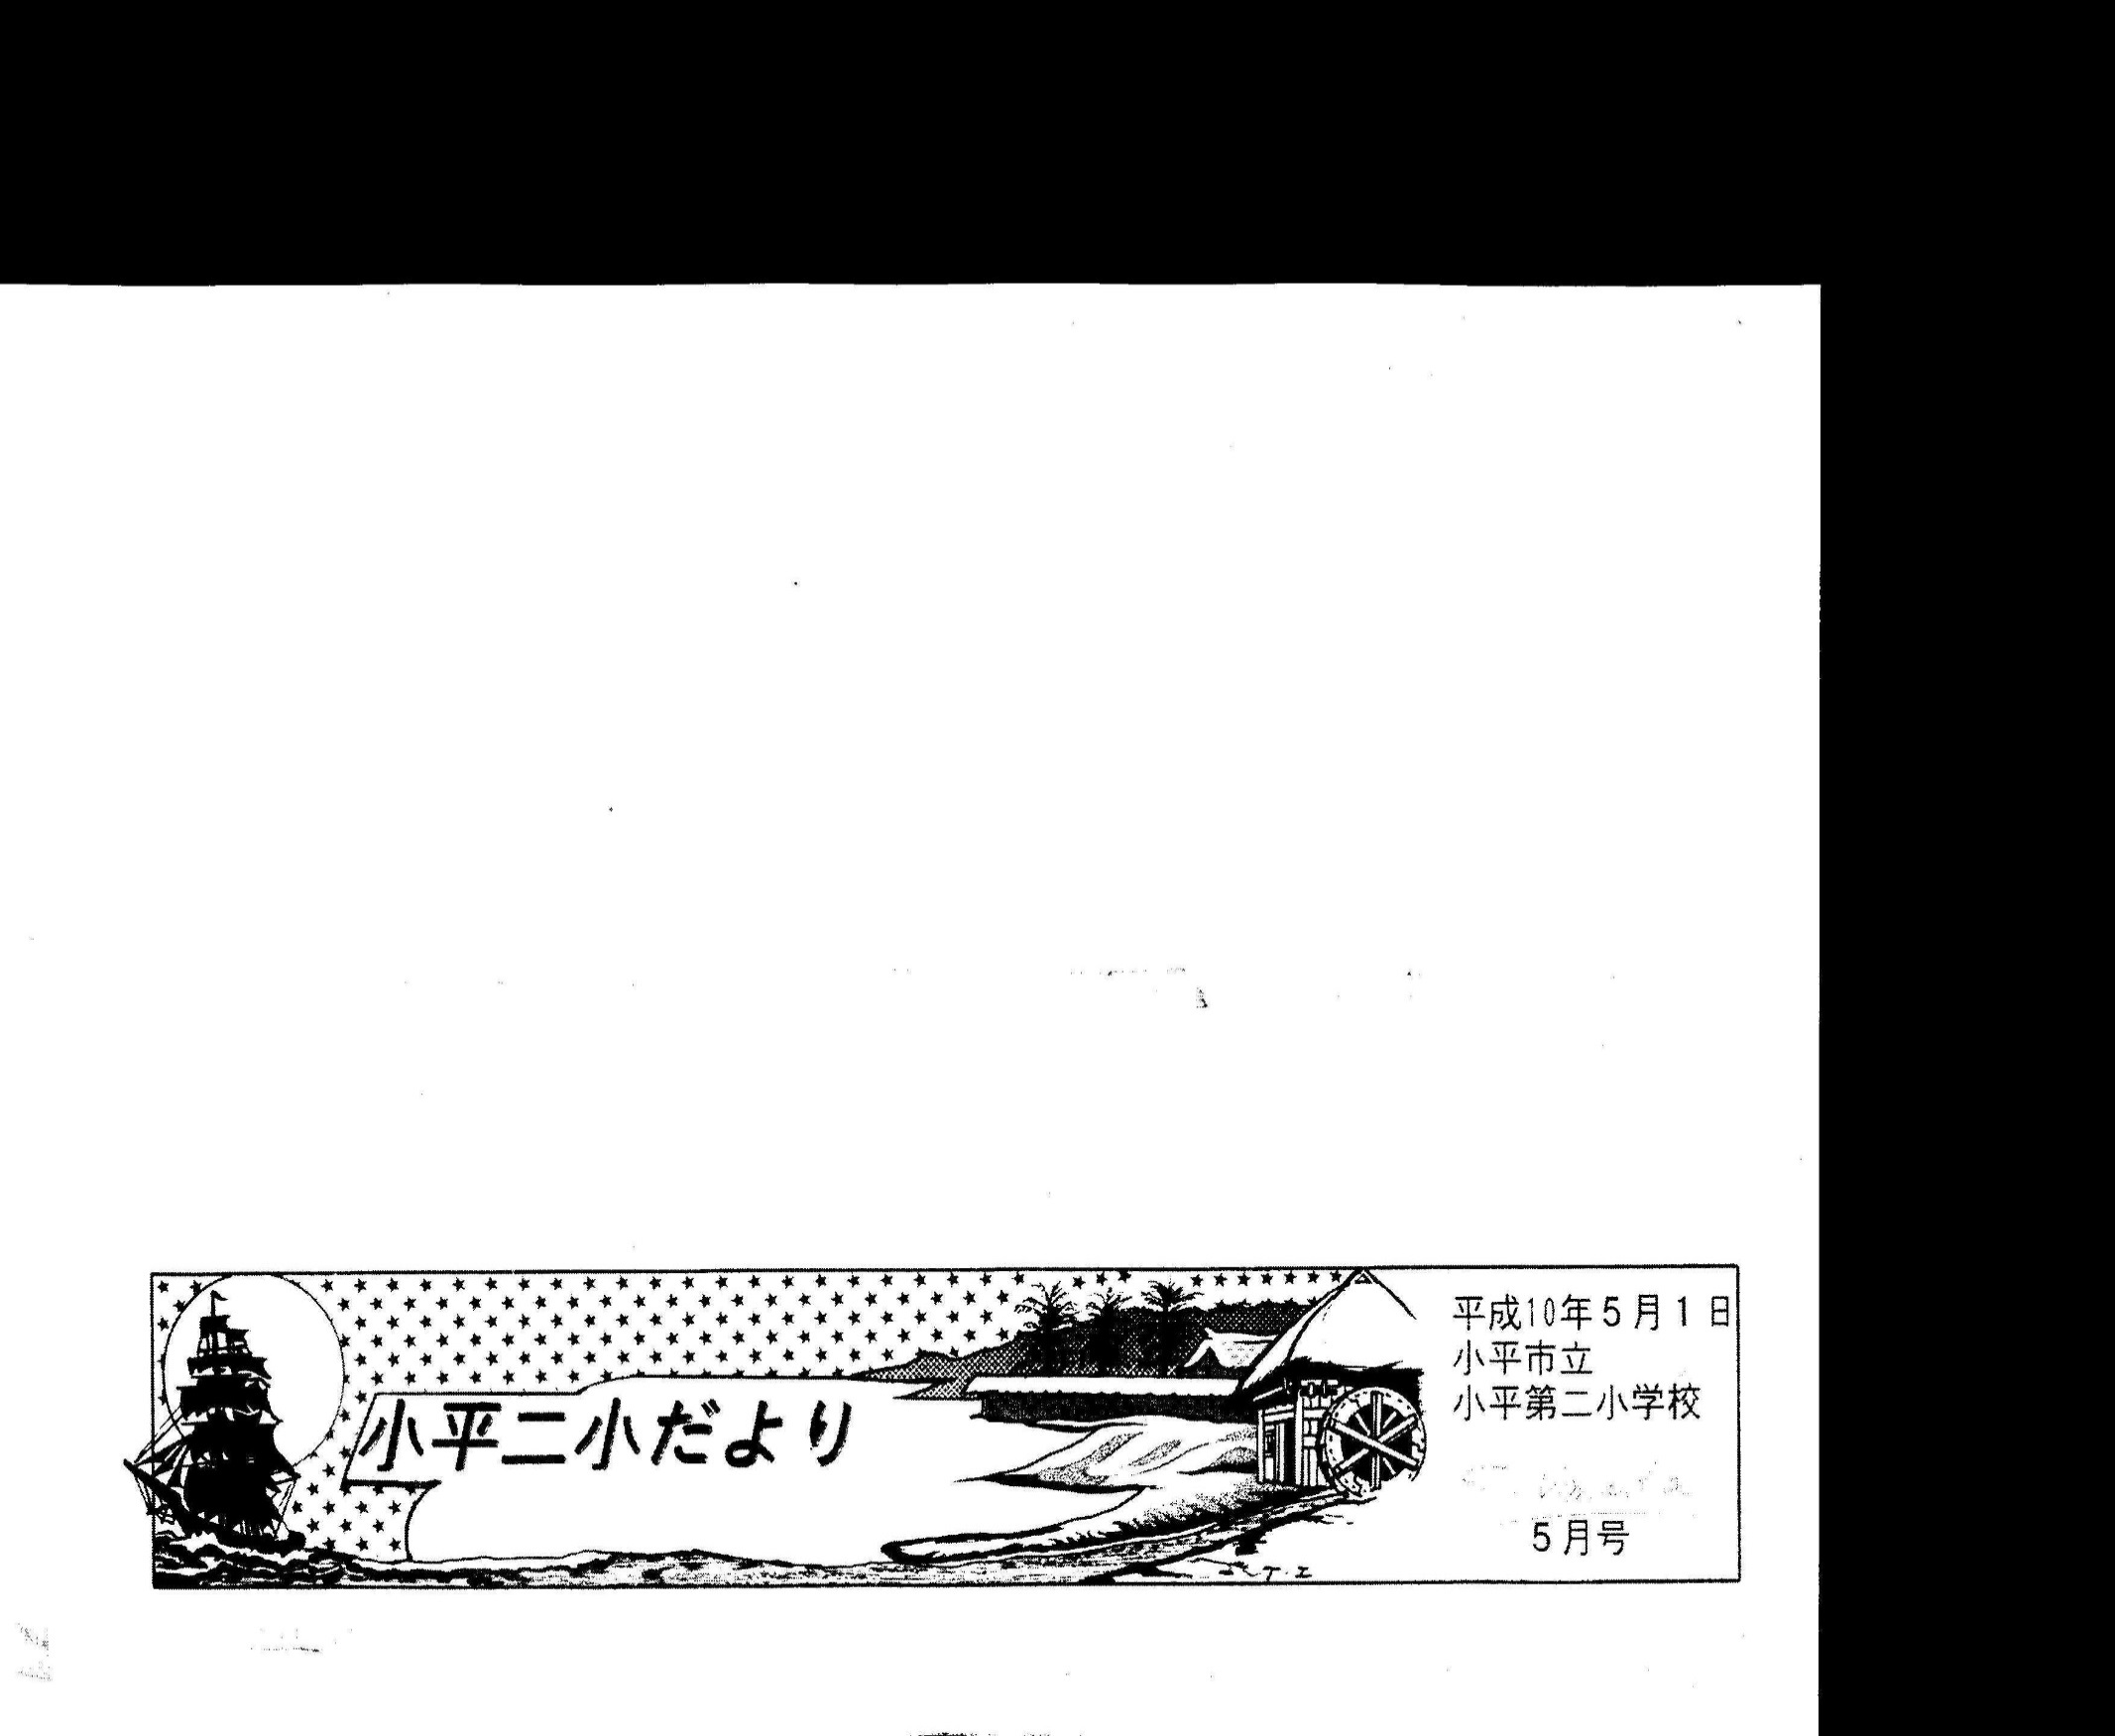 小平二小だより
平成10年5月1日
小平市立
小平第二小学校
5月号